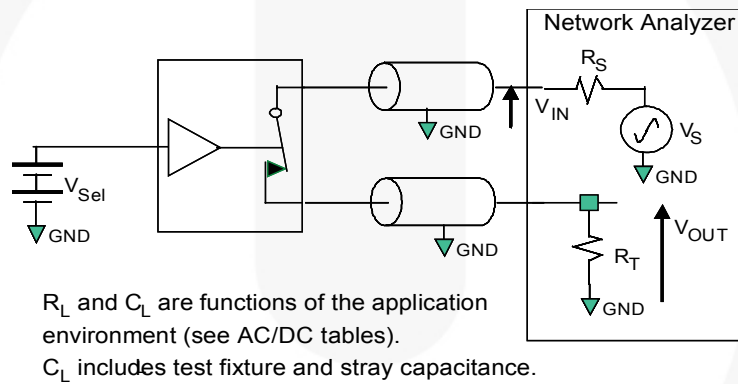 Network Analyzer
R_S
V_IN
GND
V_S
GND
V_Sel
GND
GND
V_OUT
R_T
GND
R_L and C_L are functions of the application
environment (see AC/DC tables).
C_L includes test fixture and stray capacitance.